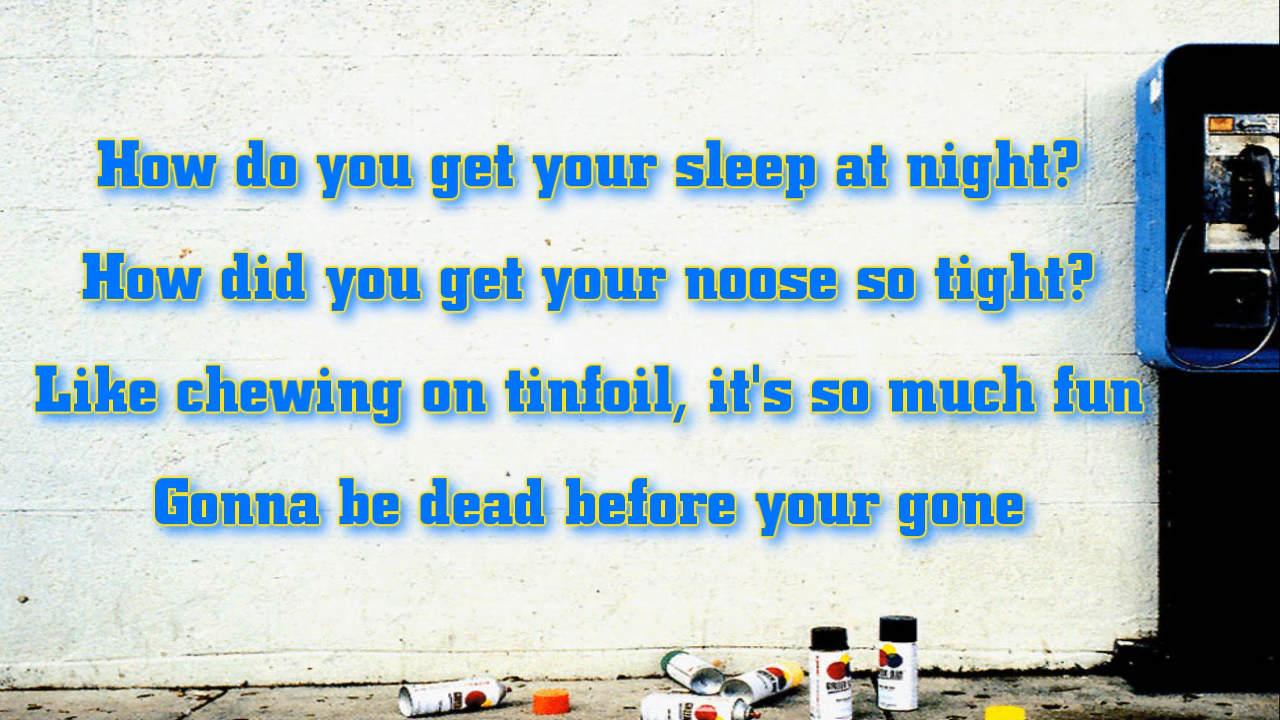 How do you get your sleep at night?
How did you get your noose so tight?
Like chewing on tinfoil, it's so much fun
Gonna be dead before your gone